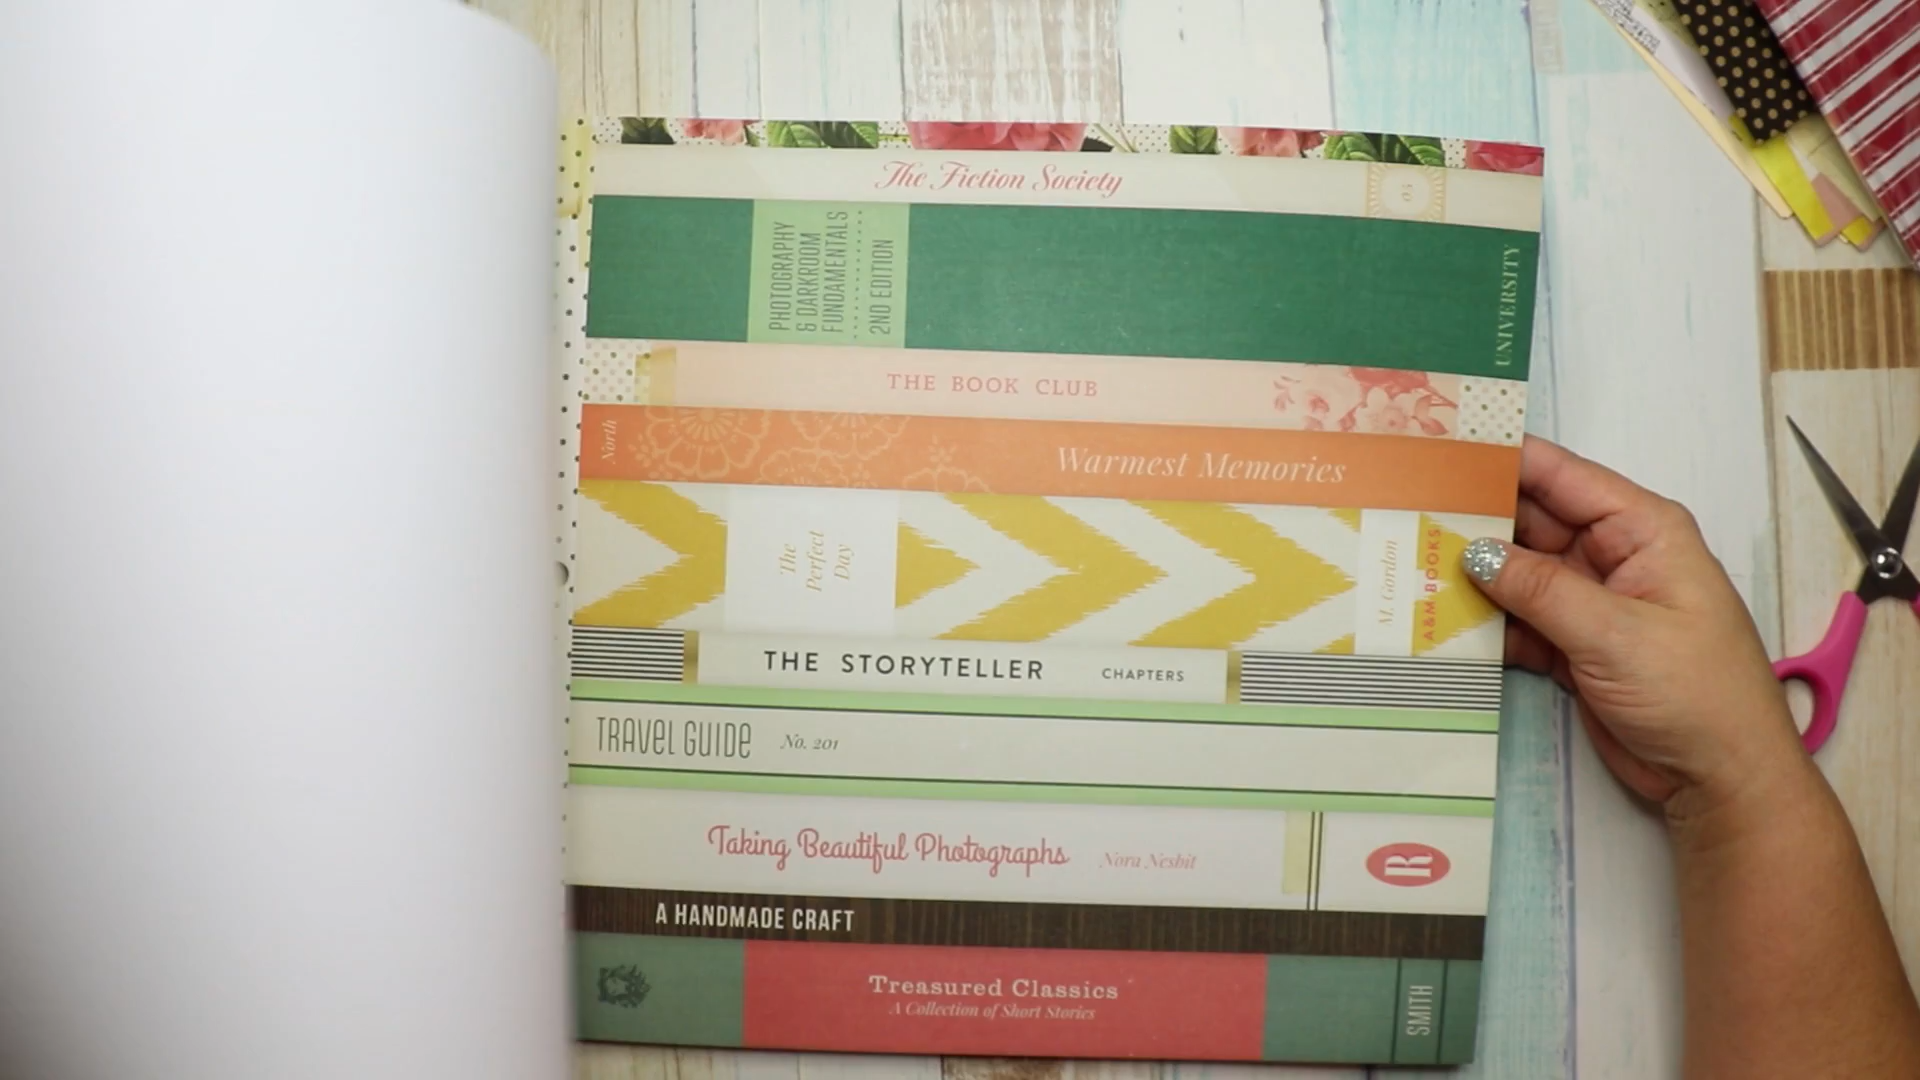 The Fiction Society
05
PHOTOGRAPHY
& DARKROOM
FUNDAMENTALS
2ND EDITION
UNIVERSITY
THE BOOK CLUB
North
Warmest Memories
The
Perfect
Day
M. Gordon
A&M BOOKS
THE STORYTELLER CHAPTERS
TRAVEL GUIDE No. 201
Taking Beautiful Photographs Nora Nesbit
R
A HANDMADE CRAFT
Treasured Classics
A Collection of Short Stories
SMITH